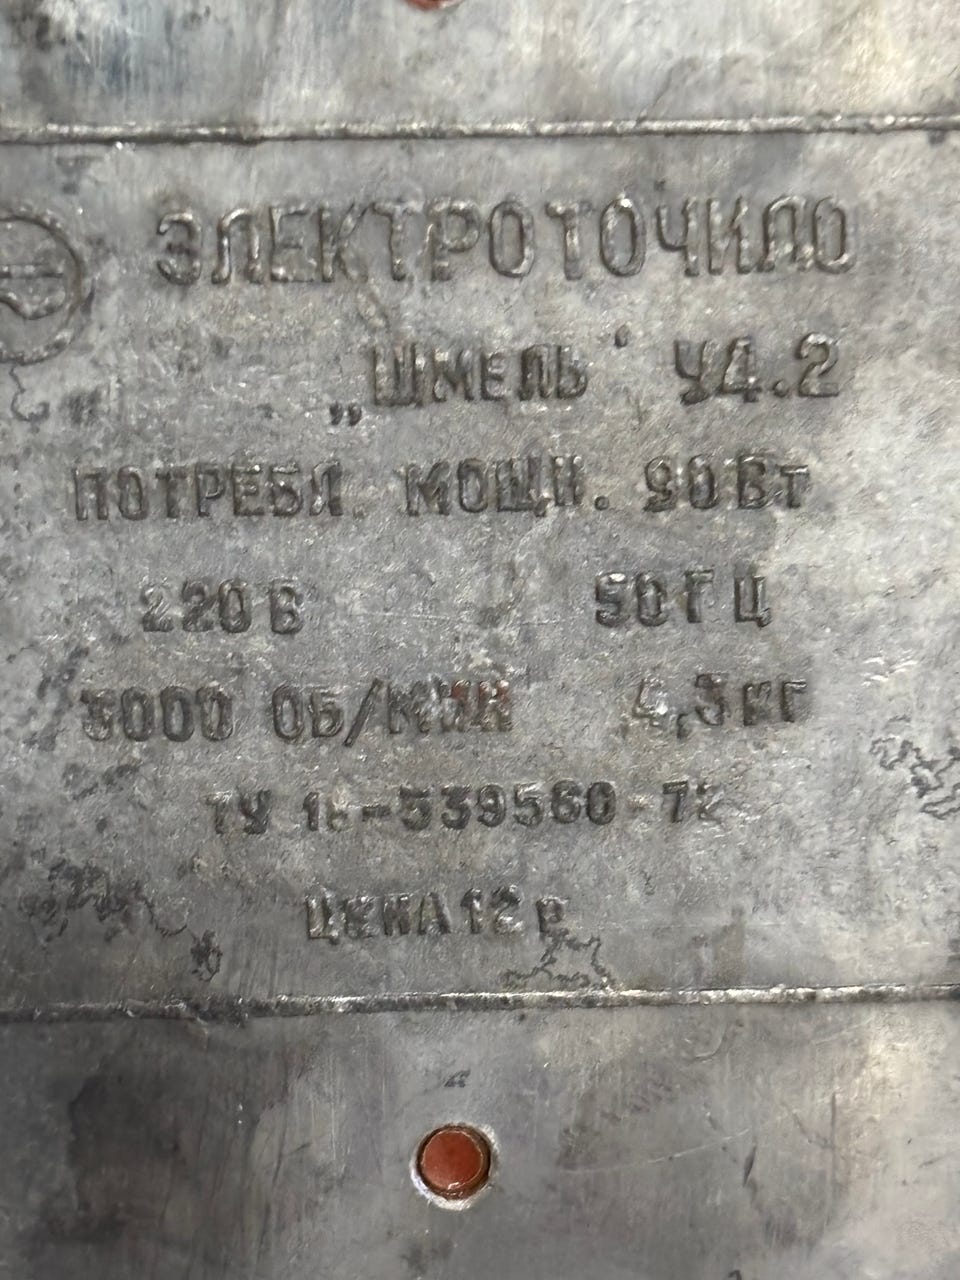 ЭЛЕКТРОТОЧИЛО
„ШМЕЛЬ" У4.2
ПОТРЕБЛ. МОЩН. 90 Вт
220 В 50 ГЦ
3000 ОБ/МИН 4,3 кг
ТУ
ЦЕНА 12 р